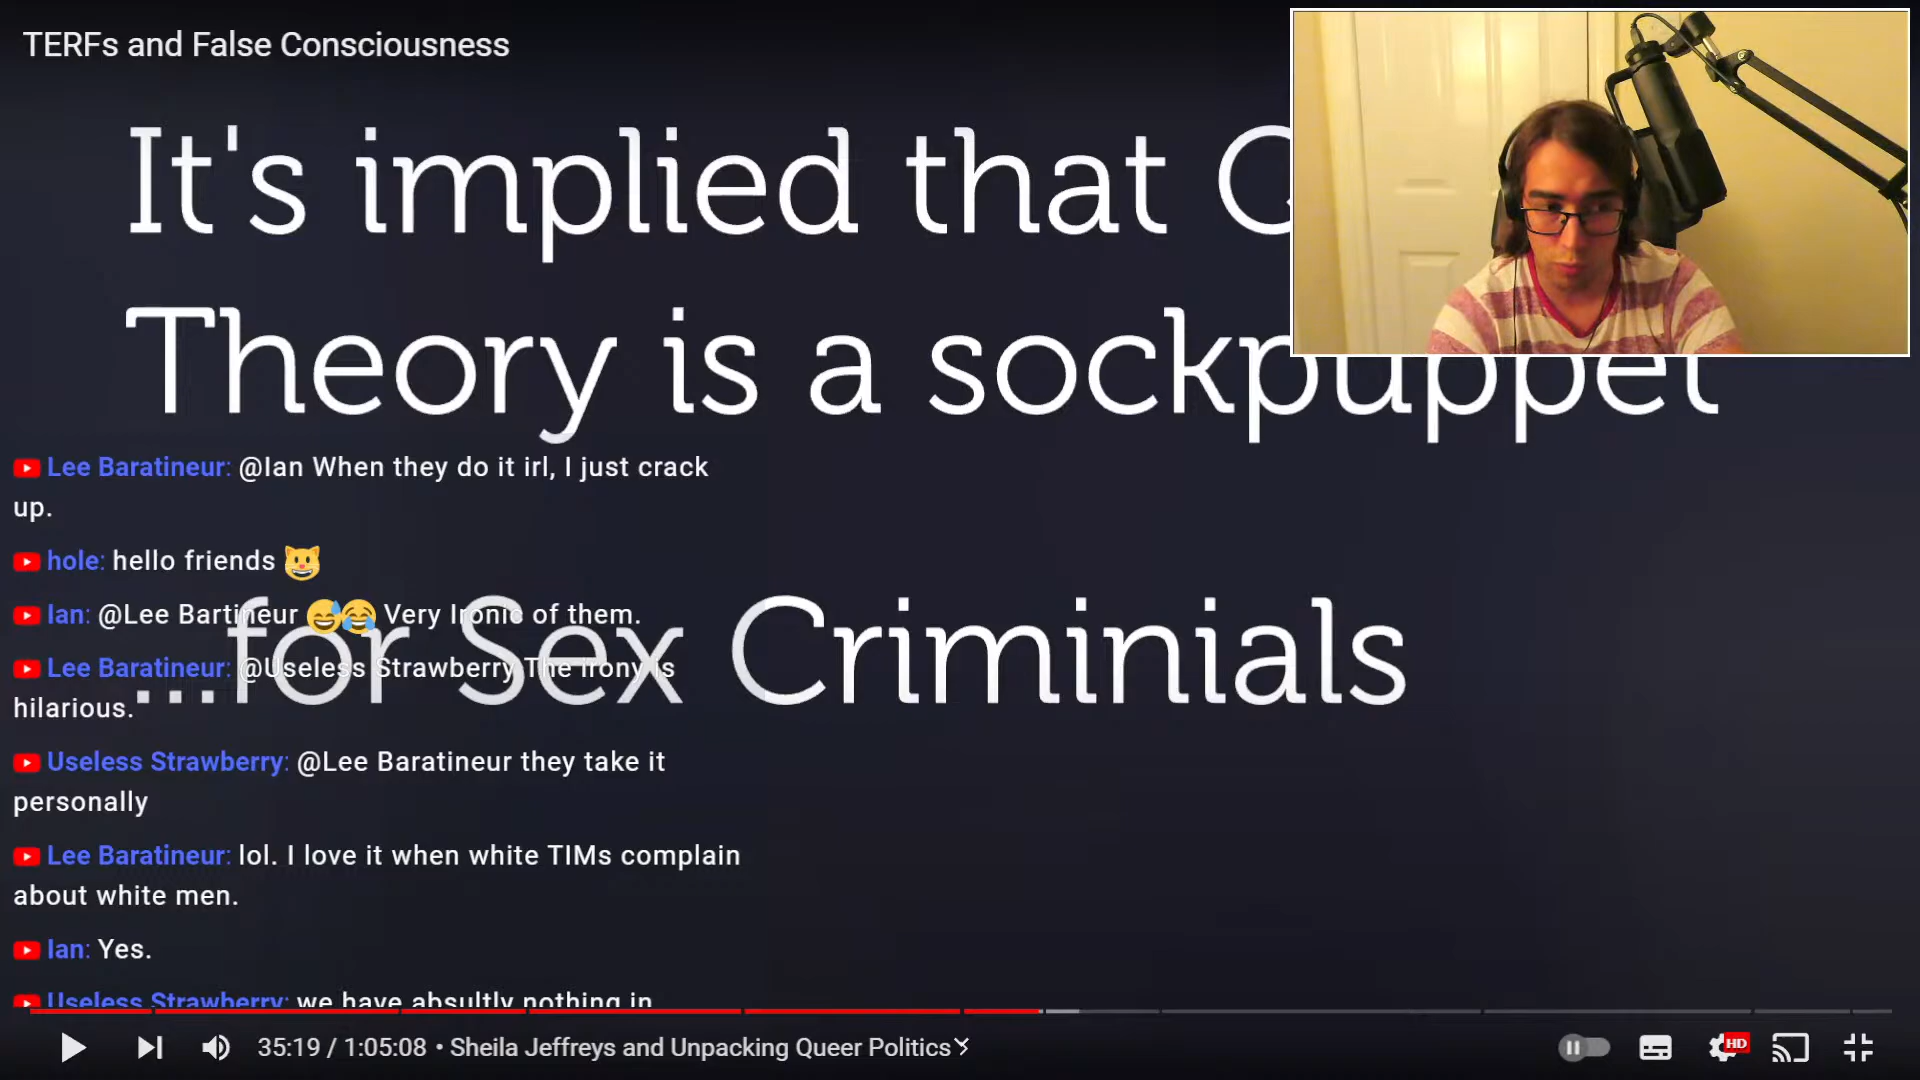 TERFs and False Consciousness
It's implied that
Theory is a sockpuppet
Lee Baratineur: @Ian When they do it irl, I just crack
up.
hole: hello friends 😺
Ian: @Lee Bartineur 😅😂 Very Ironic of them.
...for Sex Criminials
Lee Baratineur: @Useless Strawberry The irony is
hilarious.
Useless Strawberry: @Lee Baratineur they take it
personally
Lee Baratineur: lol. I love it when white TIMs complain
about white men.
Ian: Yes.
Useless Strawberry: we have absultly nothing in
35:19 / 1:05:08 • Sheila Jeffreys and Unpacking Queer Politics
HD